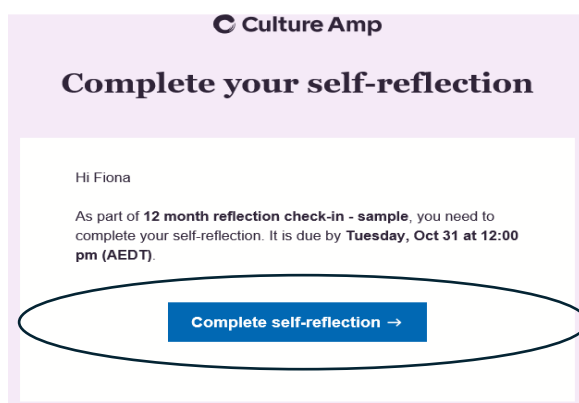 Culture Amp
Complete your self-reflection
Hi Fiona
As part of 12 month reflection check-in - sample, you need to
complete your self-reflection. It is due by Tuesday, Oct 31 at 12:00
pm (AEDT).
Complete self-reflection →